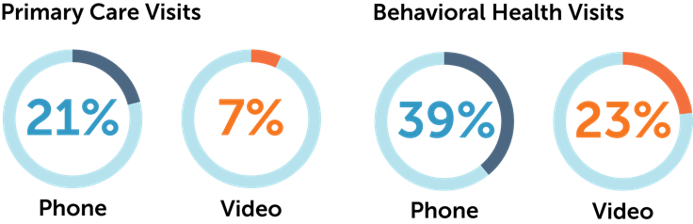 Primary Care Visits
21%
Phone
7%
Video
Behavioral Health Visits
39%
Phone
23%
Video